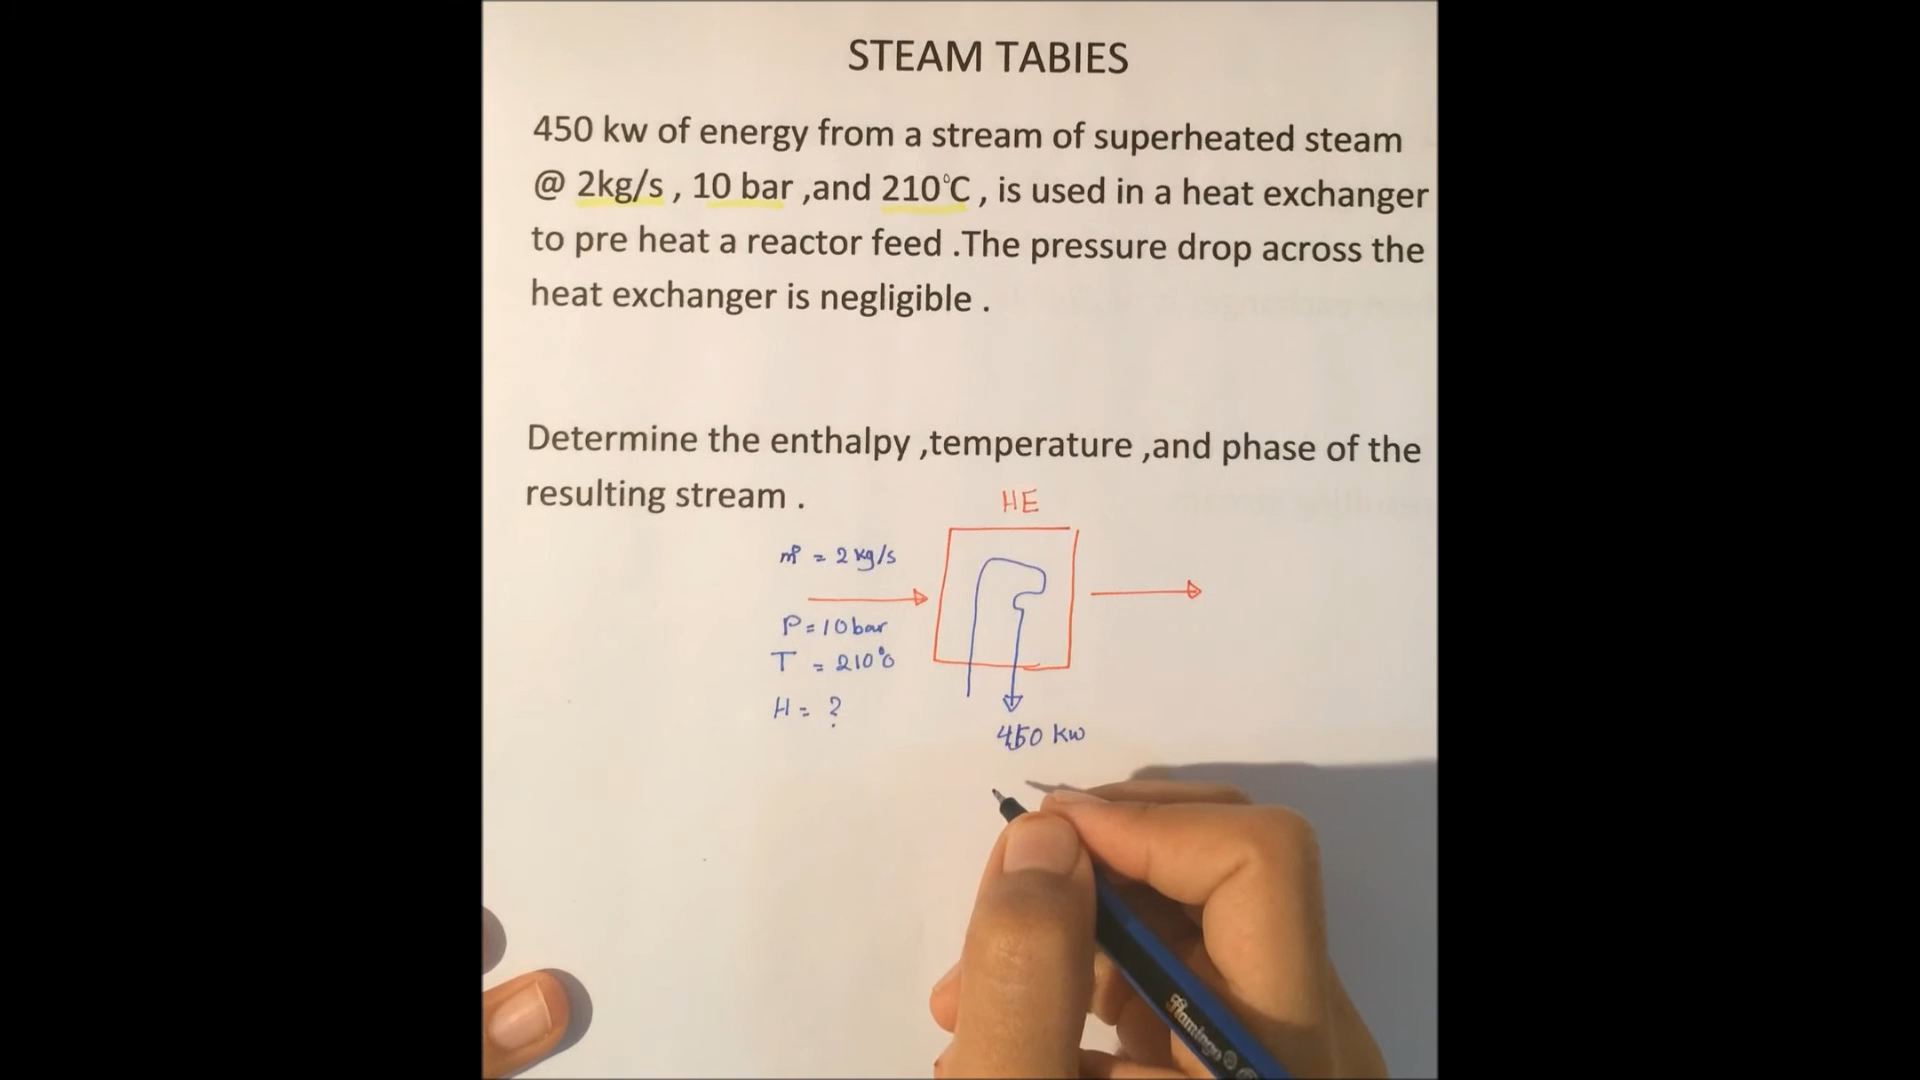 STEAM TABIES
450 kw of energy from a stream of superheated steam
@ 2kg/s , 10 bar ,and 210°C , is used in a heat exchanger
to pre heat a reactor feed .The pressure drop across the
heat exchanger is negligible .
Determine the enthalpy ,temperature ,and phase of the
resulting stream .
HE
m° = 2 kg/s
P = 10 bar
T = 210°c
H = ?
450 kw
flamingo